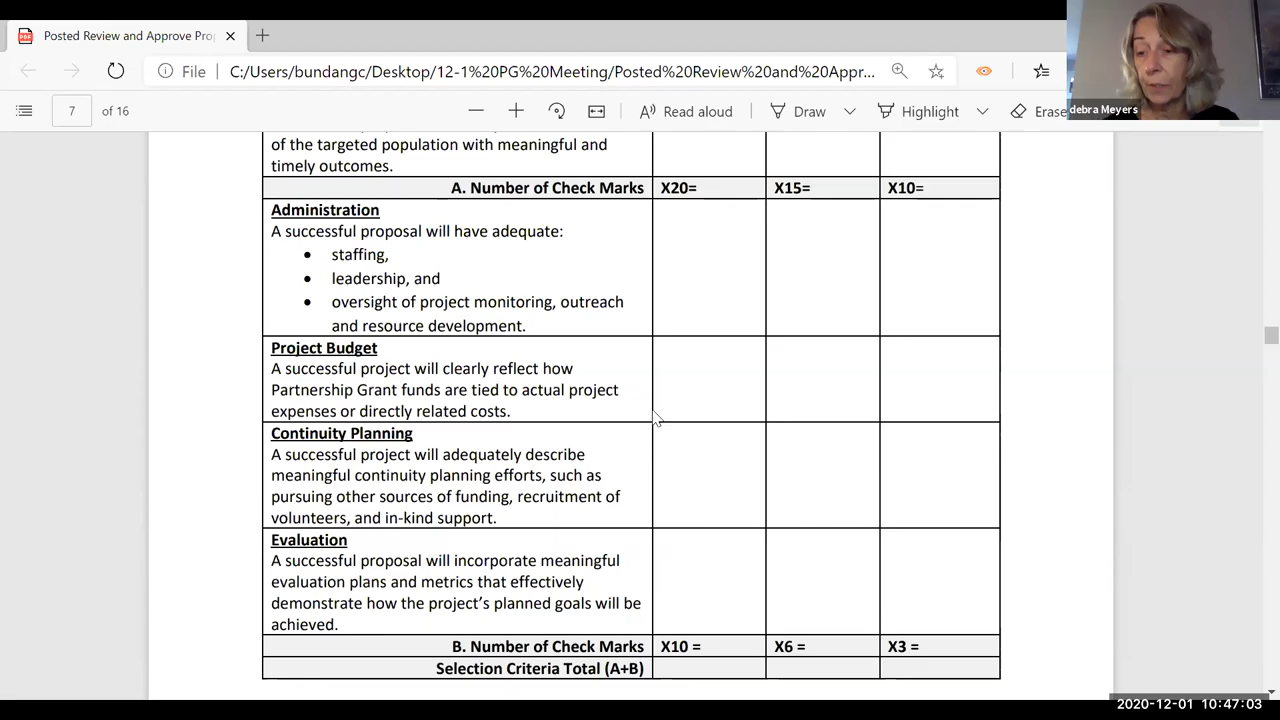 Posted Review and Approve Pro
File
C:/Users/bundangc/Desktop/12-1%20PG%20Meeting/Posted%20Review%20and%20Appr...
debra Meyers
7 of 16
Read aloud
Draw
Highlight
Erase
of the targeted population with meaningful and
timely outcomes.
A. Number of Check Marks X20= X15= X10=
Administration
A successful proposal will have adequate:
• staffing,
• leadership, and
• oversight of project monitoring, outreach
and resource development.
Project Budget
A successful project will clearly reflect how
Partnership Grant funds are tied to actual project
expenses or directly related costs.
Continuity Planning
A successful project will adequately describe
meaningful continuity planning efforts, such as
pursuing other sources of funding, recruitment of
volunteers, and in-kind support.
Evaluation
A successful proposal will incorporate meaningful
evaluation plans and metrics that effectively
demonstrate how the project's planned goals will be
achieved.
B. Number of Check Marks X10 = X6 = X3 =
Selection Criteria Total (A+B)
2020-12-01 10:47:03